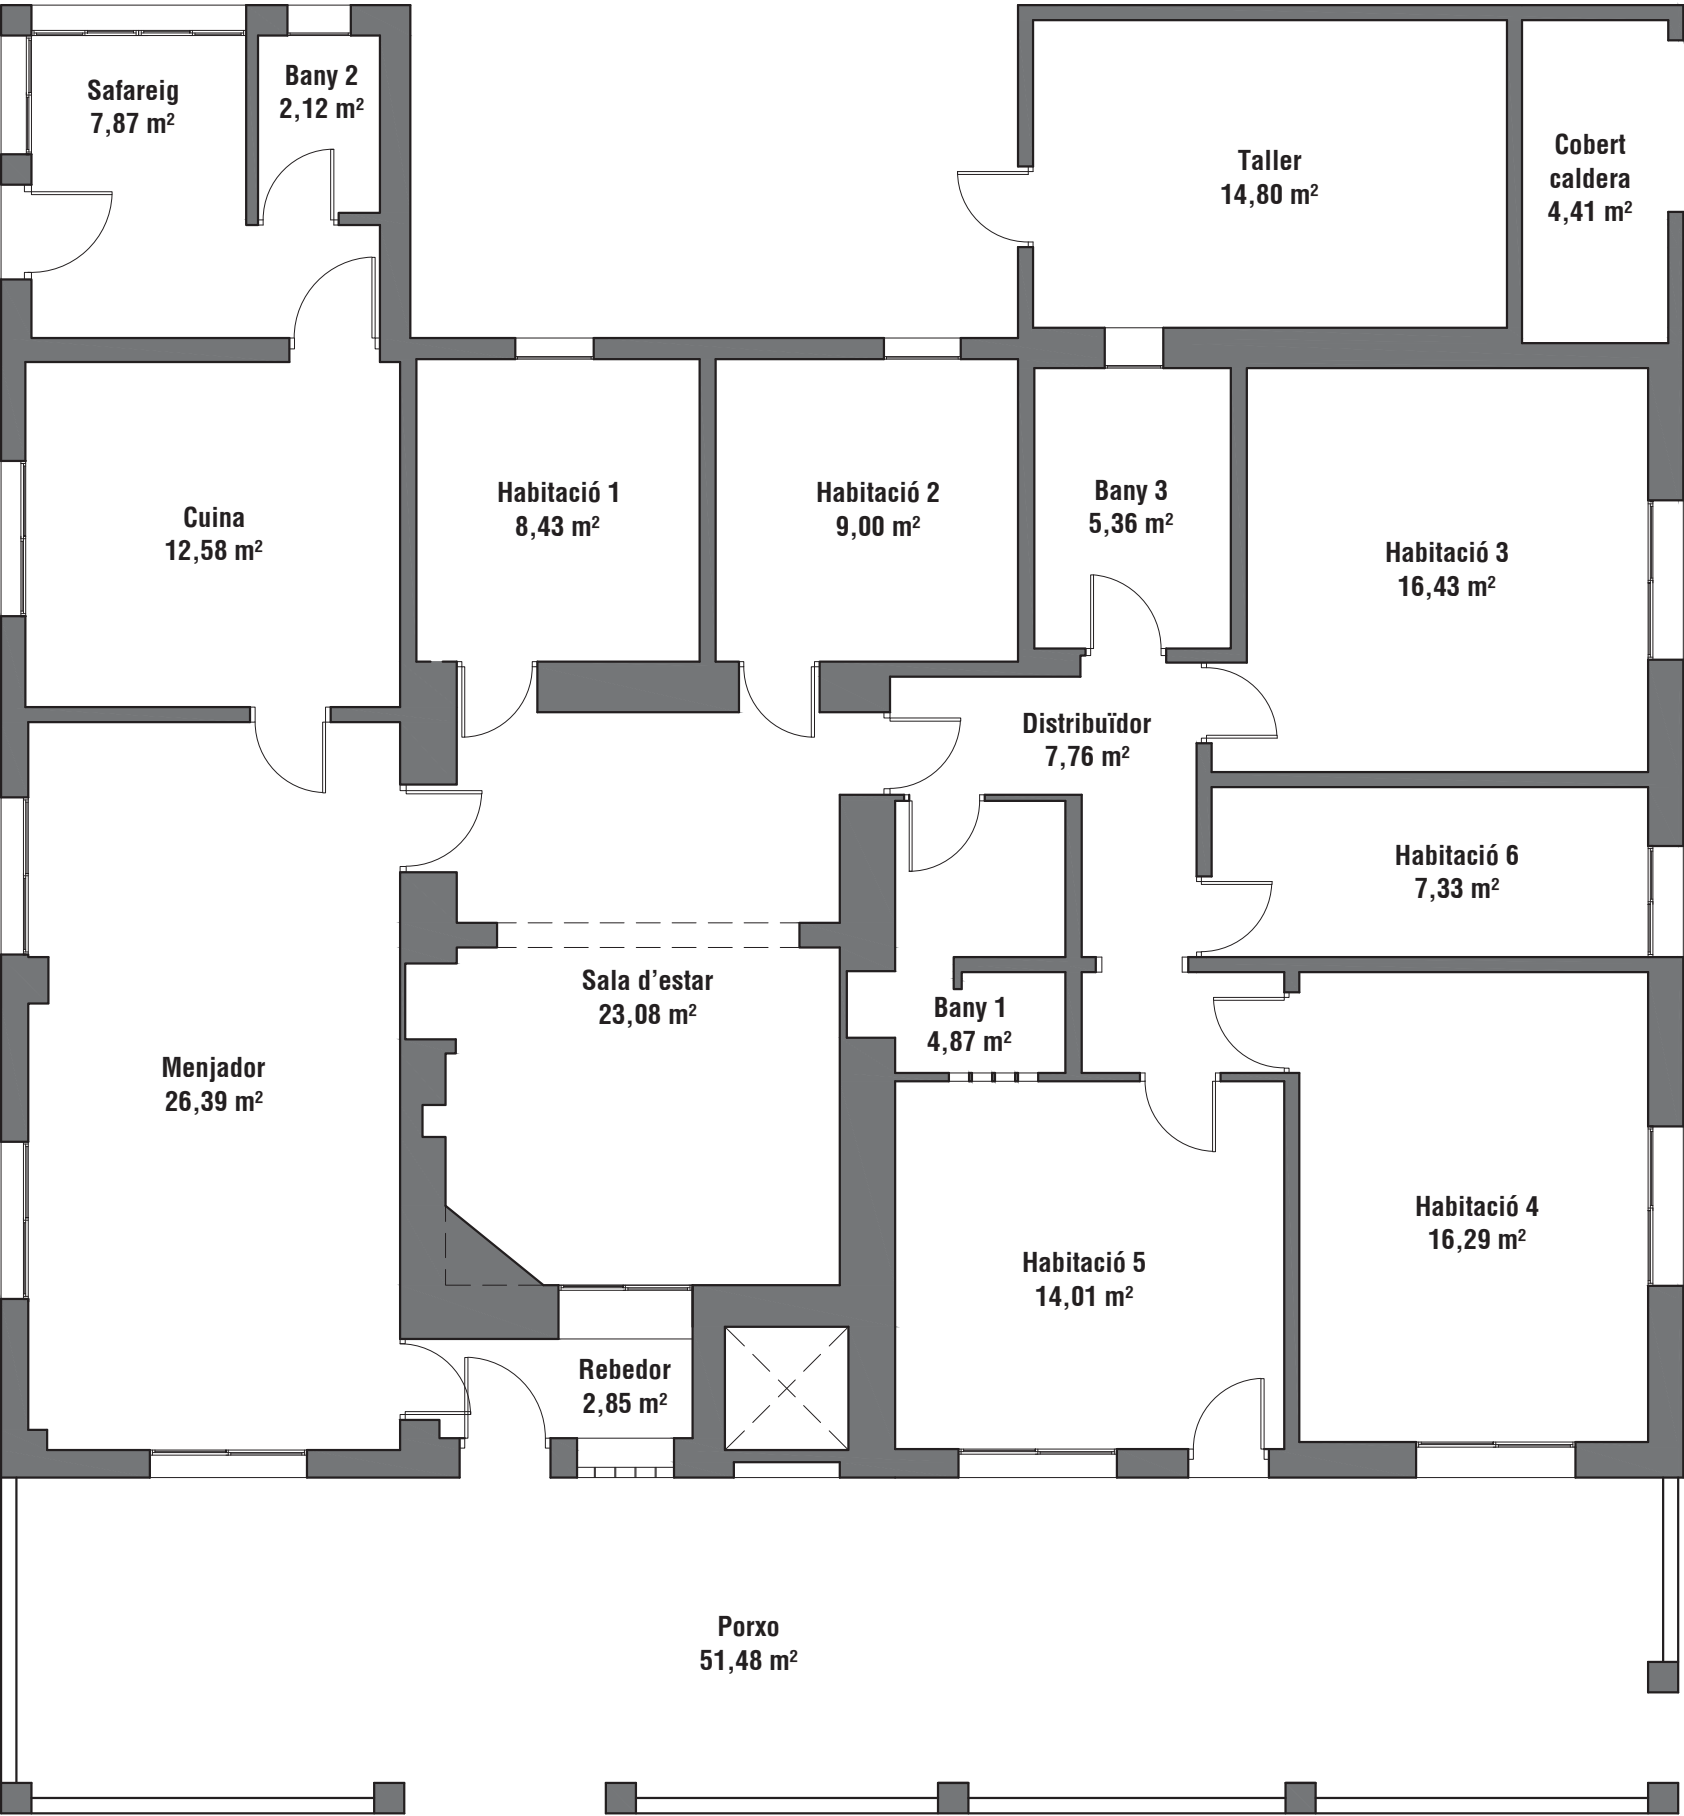 Safareig
7,87 m²
Bany 2
2,12 m²
Taller
14,80 m²
Cobert
caldera
4,41 m²
Cuina
12,58 m²
Habitació 1
8,43 m²
Habitació 2
9,00 m²
Bany 3
5,36 m²
Habitació 3
16,43 m²
Distribuïdor
7,76 m²
Habitació 6
7,33 m²
Sala d’estar
23,08 m²
Bany 1
4,87 m²
Menjador
26,39 m²
Habitació 4
16,29 m²
Habitació 5
14,01 m²
Rebedor
2,85 m²
Porxo
51,48 m²